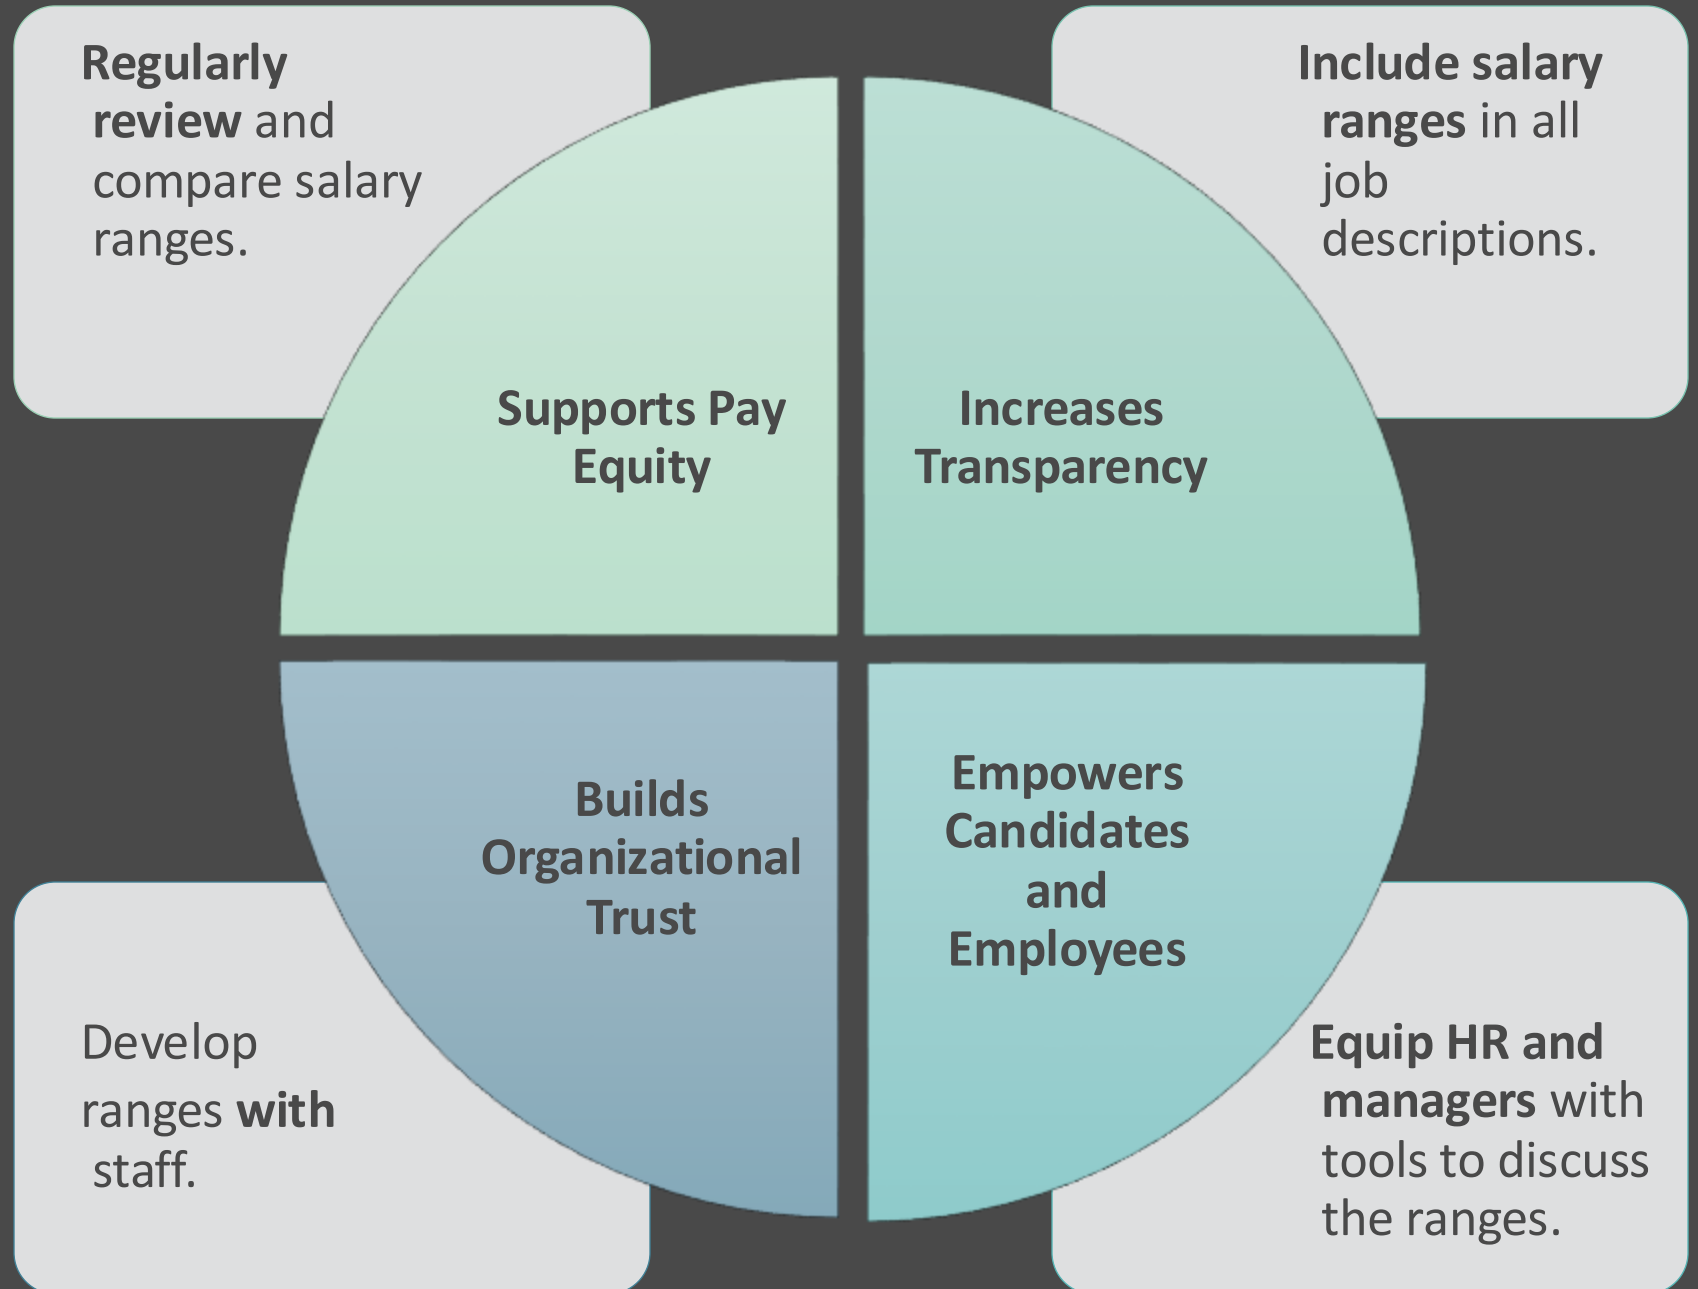 Regularly
review and
compare salary
ranges.
Include salary
ranges in all
job
descriptions.
Supports Pay
Equity
Increases
Transparency
Builds
Organizational
Trust
Empowers
Candidates
and
Employees
Develop
ranges with
staff.
Equip HR and
managers with
tools to discuss
the ranges.